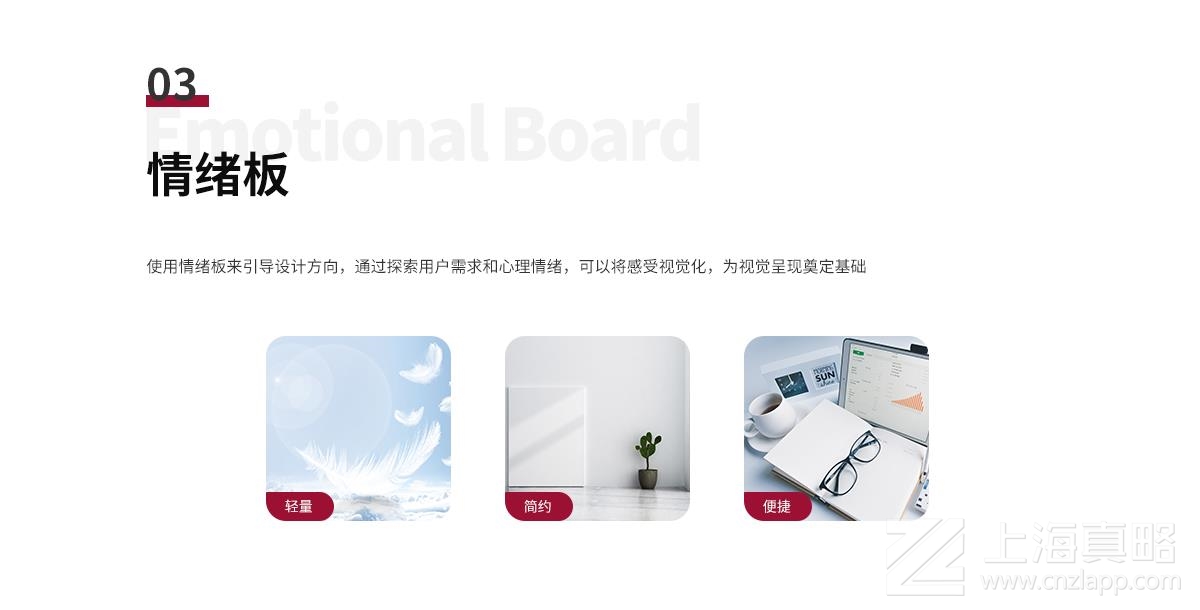 03
Emotional Board
情绪板
使用情绪板来引导设计方向，通过探索用户需求和心理情绪，可以将感受视觉化，为视觉呈现奠定基础
MORNING
SUN
shine
轻量
简约
便捷
上海真略
www.cnzlapp.com